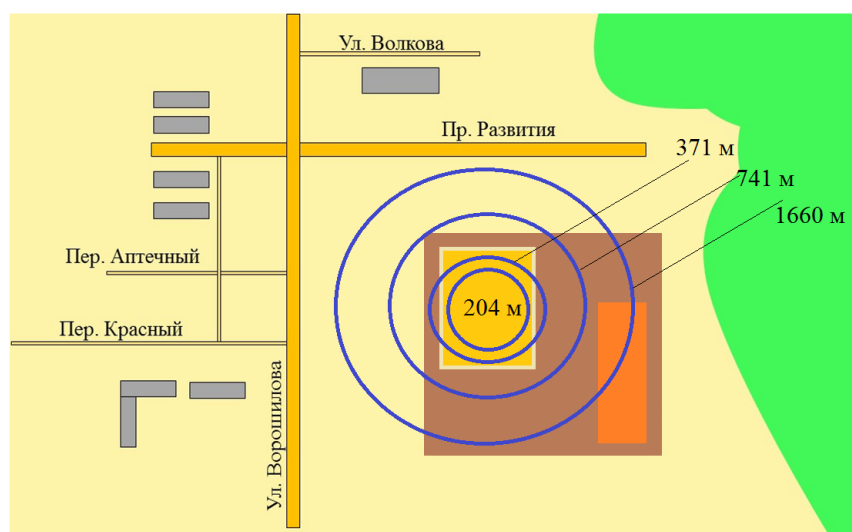 Ул. Волкова
Пр. Развития
371 м
741 м
1660 м
Пер. Аптечный
204 м
Пер. Красный
Ул. Ворошилова